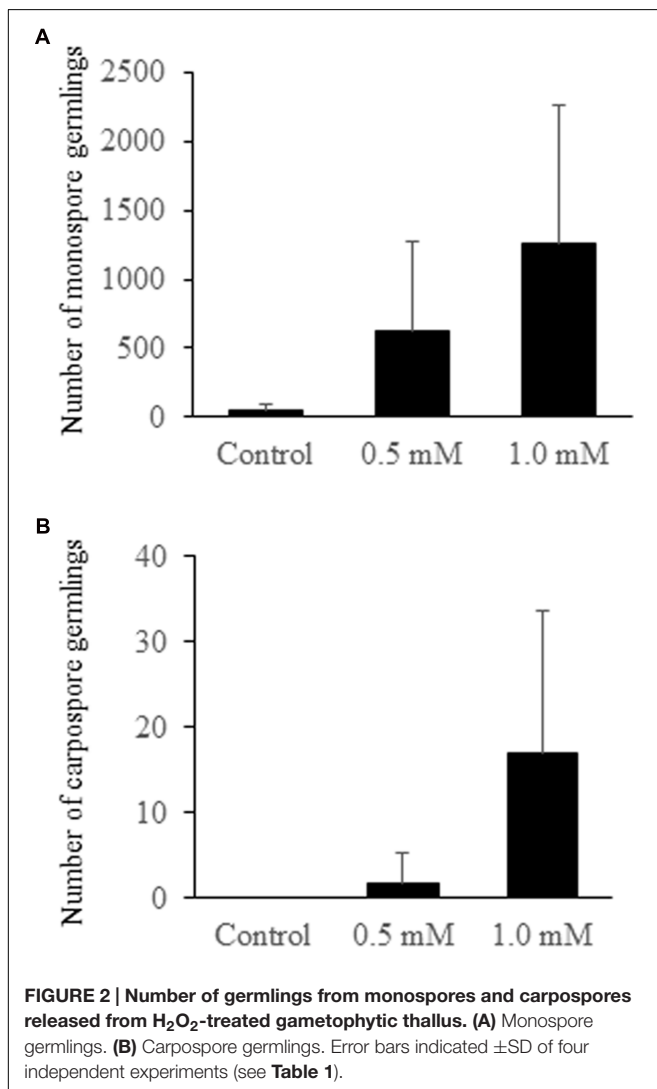 A
Number of monospore germlings
2500
2000
1500
1000
500
0
Control 0.5 mM 1.0 mM
B
Number of carpospore germlings
40
30
20
10
0
Control 0.5 mM 1.0 mM
FIGURE 2 | Number of germlings from monospores and carpospores
released from H₂O₂-treated gametophytic thallus. (A) Monospore
germlings. (B) Carpospore germlings. Error bars indicated ±SD of four
independent experiments (see Table 1).